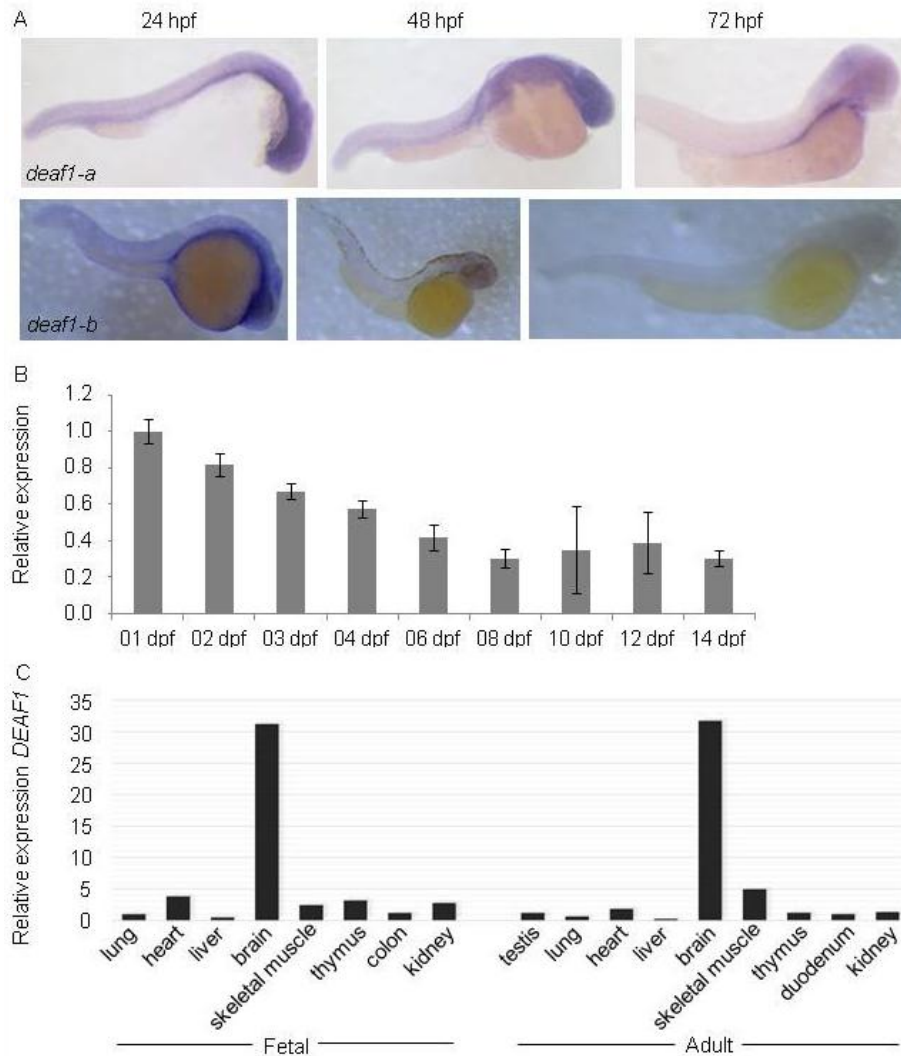 A
24 hpf 48 hpf 72 hpf
deaf1-a
deaf1-b
B
Relative expression
1.2
1.0
0.8
0.6
0.4
0.2
0.0
01 dpf 02 dpf 03 dpf 04 dpf 06 dpf 08 dpf 10 dpf 12 dpf 14 dpf
C
Relative expression DEAF1
35
30
25
20
15
10
5
0
lung heart liver brain skeletal muscle thymus colon kidney testis lung heart liver brain skeletal muscle thymus duodenum kidney
Fetal Adult